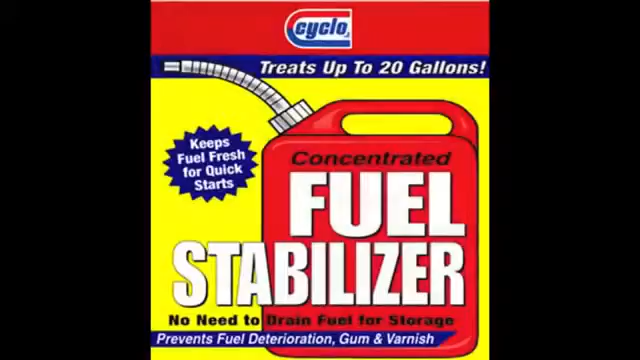 cyclo
Treats Up To 20 Gallons!
Keeps
Fuel Fresh
for Quick
Starts
Concentrated
FUEL
STABILIZER
No Need to Drain Fuel for Storage
Prevents Fuel Deterioration, Gum & Varnish